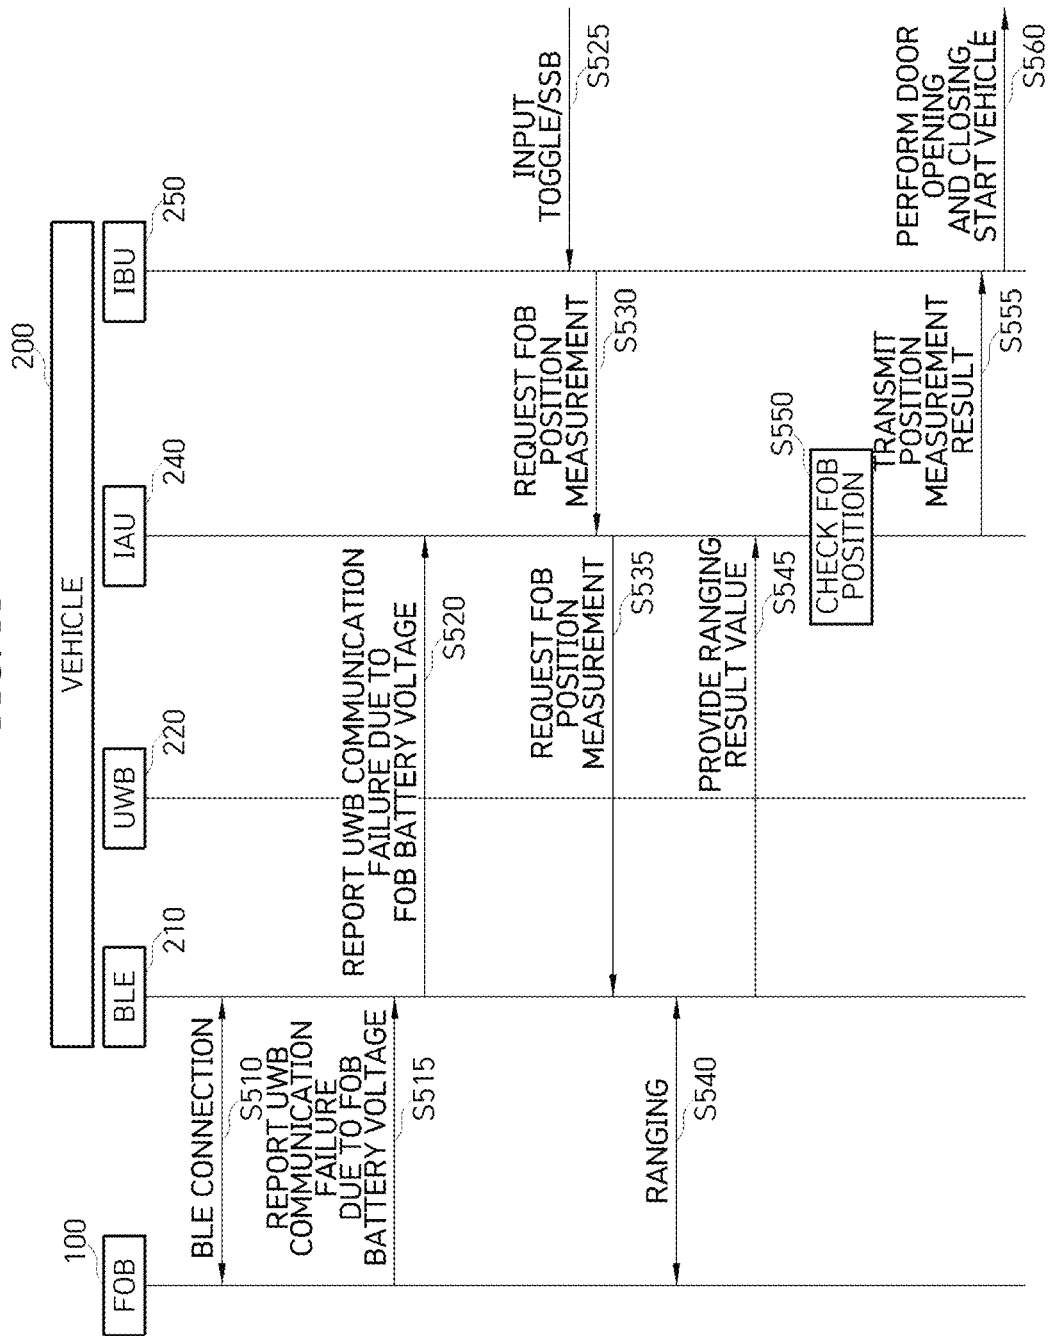 200
VEHICLE
100
FOB
210
BLE
220
UWB
240
IAU
250
IBU
BLE CONNECTION
S510
REPORT UWB
COMMUNICATION
FAILURE
DUE TO FOB
BATTERY VOLTAGE
S515
REPORT UWB COMMUNICATION
FAILURE DUE TO
FOB BATTERY VOLTAGE
S520
INPUT
TOGGLE/SSB
S525
REQUEST FOB
POSITION
MEASUREMENT
S530
REQUEST FOB
POSITION
MEASUREMENT
S535
RANGING
S540
PROVIDE RANGING
RESULT VALUE
S545
S550
CHECK FOB
POSITION
TRANSMIT
POSITION
MEASUREMENT
RESULT
S555
PERFORM DOOR
OPENING
AND CLOSING,
START VEHICLE
S560